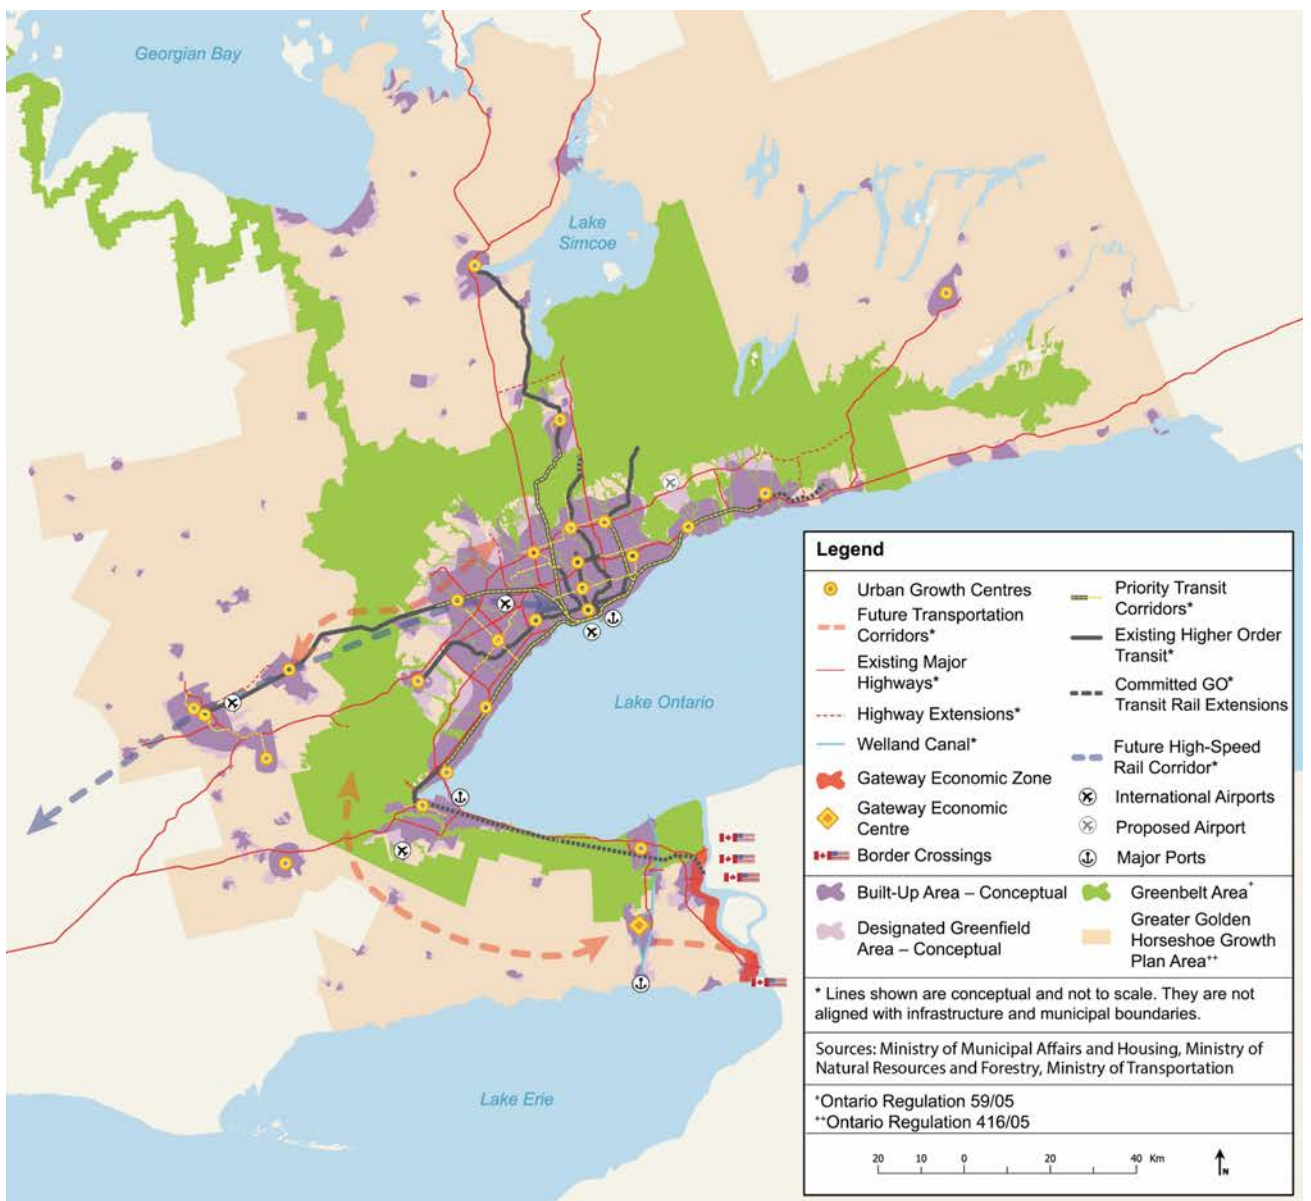 Georgian Bay
Lake
Simcoe
Lake Ontario
Lake Erie
Legend
Urban Growth Centres
Future Transportation
Corridors*
Existing Major
Highways*
Highway Extensions*
Welland Canal*
Gateway Economic Zone
Gateway Economic
Centre
Border Crossings
Priority Transit
Corridors*
Existing Higher Order
Transit*
Committed GO*
Transit Rail Extensions
Future High-Speed
Rail Corridor*
International Airports
Proposed Airport
Major Ports
Built-Up Area – Conceptual
Designated Greenfield
Area – Conceptual
Greenbelt Area+
Greater Golden
Horseshoe Growth
Plan Area++
* Lines shown are conceptual and not to scale. They are not
aligned with infrastructure and municipal boundaries.
Sources: Ministry of Municipal Affairs and Housing, Ministry of
Natural Resources and Forestry, Ministry of Transportation
+Ontario Regulation 59/05
++Ontario Regulation 416/05
20 10 0 20 40 Km
N